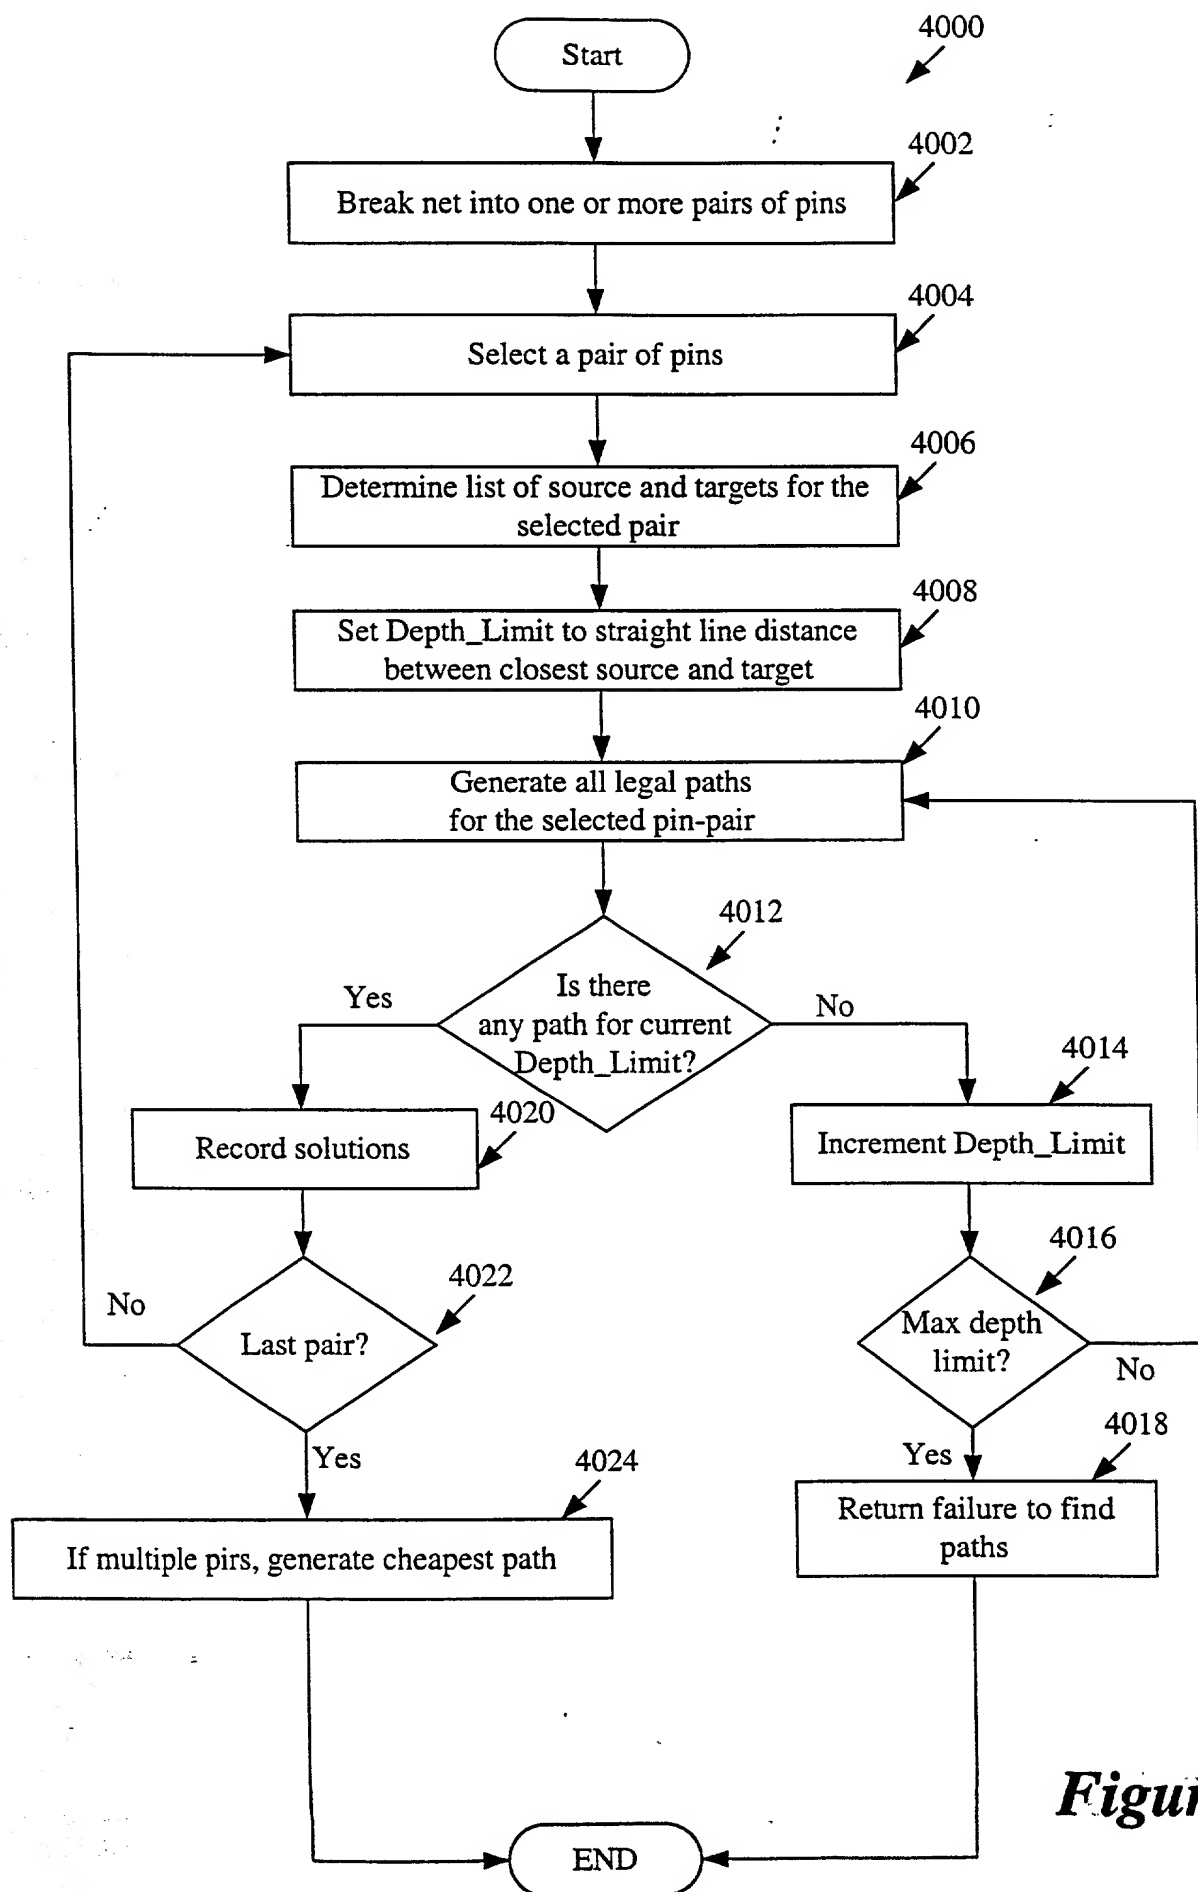 4000
Start
4002
Break net into one or more pairs of pins
4004
Select a pair of pins
4006
Determine list of source and targets for the
selected pair
4008
Set Depth_Limit to straight line distance
between closest source and target
4010
Generate all legal paths
for the selected pin-pair
4012
Is there
any path for current
Depth_Limit?
Yes
No
4014
Increment Depth_Limit
4020
Record solutions
4016
Max depth
limit?
No
4022
Last pair?
No
Yes
Yes
4018
Return failure to find
paths
4024
If multiple pirs, generate cheapest path
END